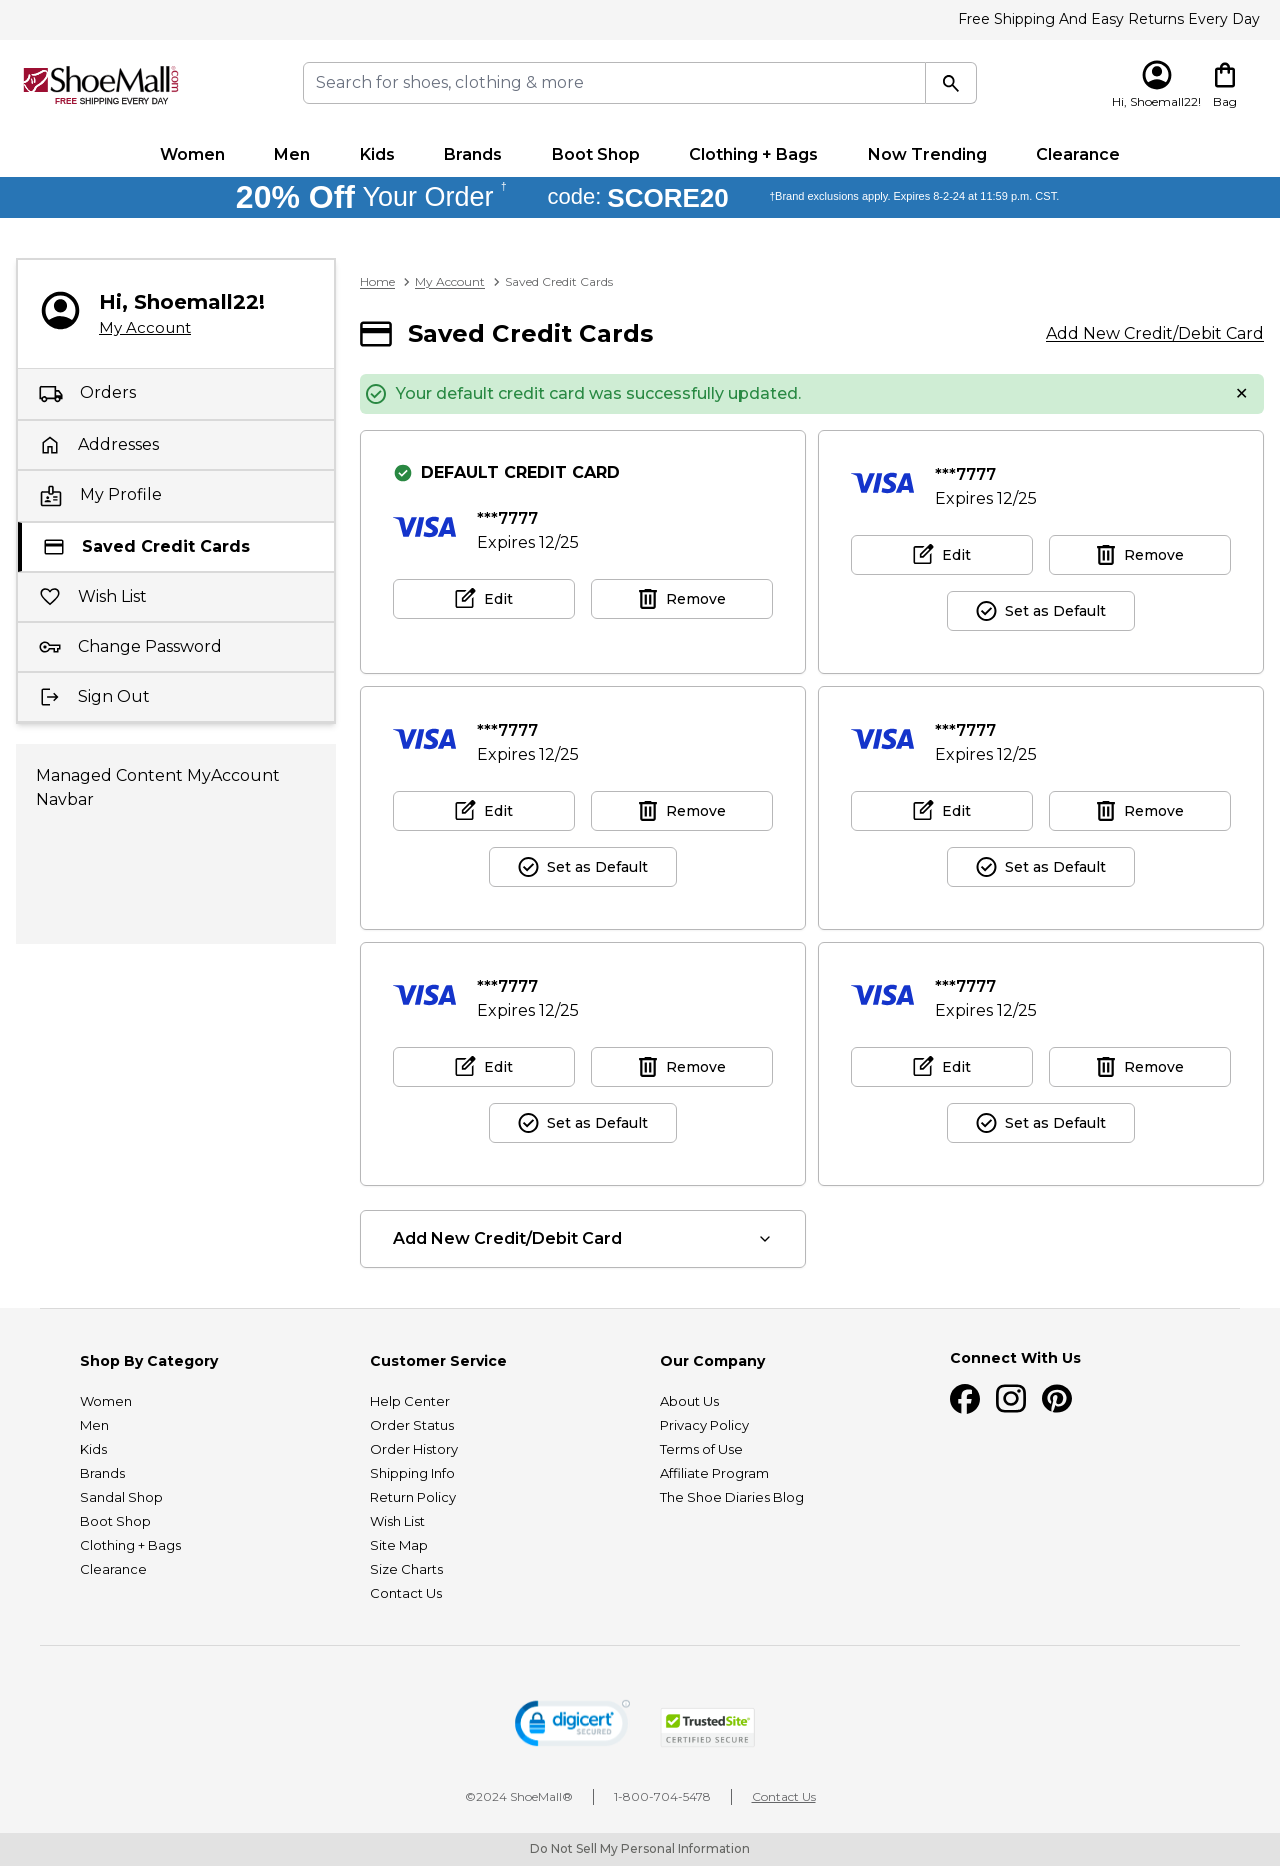 Free Shipping And Easy Returns Every Day
ShoeMall.com
FREE SHIPPING EVERY DAY
Search for shoes, clothing & more
Hi, Shoemall22!
Bag
Women
Men
Kids
Brands
Boot Shop
Clothing + Bags
Now Trending
Clearance
20% Off Your Order †
code: SCORE20
†Brand exclusions apply. Expires 8-2-24 at 11:59 p.m. CST.
Hi, Shoemall22!
My Account
Orders
Addresses
My Profile
Saved Credit Cards
Wish List
Change Password
Sign Out
Managed Content MyAccount
Navbar
Home
My Account
Saved Credit Cards
Saved Credit Cards
Add New Credit/Debit Card
Your default credit card was successfully updated.
DEFAULT CREDIT CARD
VISA
***7777
Expires 12/25
Edit
Remove
VISA
***7777
Expires 12/25
Edit
Remove
Set as Default
VISA
***7777
Expires 12/25
Edit
Remove
Set as Default
VISA
***7777
Expires 12/25
Edit
Remove
Set as Default
VISA
***7777
Expires 12/25
Edit
Remove
Set as Default
VISA
***7777
Expires 12/25
Edit
Remove
Set as Default
Add New Credit/Debit Card
Shop By Category
Women
Men
Kids
Brands
Sandal Shop
Boot Shop
Clothing + Bags
Clearance
Customer Service
Help Center
Order Status
Order History
Shipping Info
Return Policy
Wish List
Site Map
Size Charts
Contact Us
Our Company
About Us
Privacy Policy
Terms of Use
Affiliate Program
The Shoe Diaries Blog
Connect With Us
digicert
SECURED
TrustedSite
CERTIFIED SECURE
©2024 ShoeMall®
1-800-704-5478
Contact Us
Do Not Sell My Personal Information